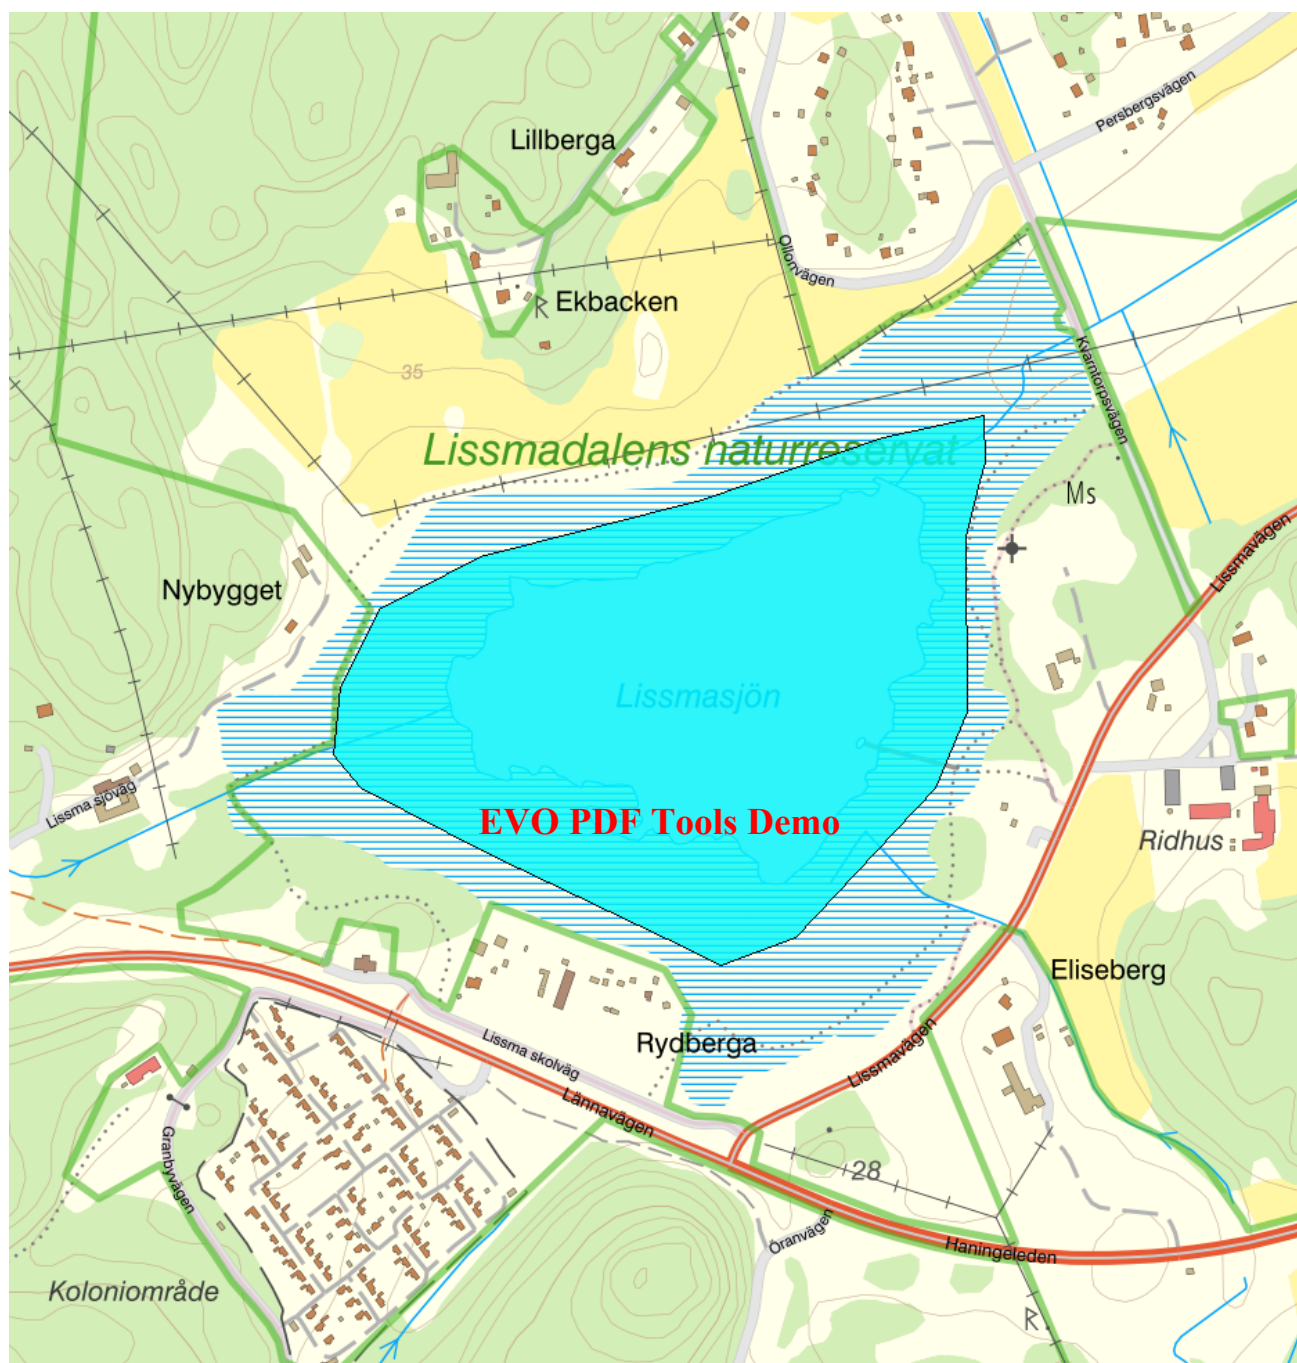 Lillberga
Persbergsvägen
Ollonvägen
Ekbacken
35
Kvarntorpsvägen
Lissmadalens naturreservat
Ms
Lissmavägen
Nybygget
Lissmasjön
Lissma sjöväg
EVO PDF Tools Demo
Ridhus
Eliseberg
Rydberga
Lissma skolväg
Lissmavägen
Lännavägen
Granbyvägen
28
Öranvägen
Haningeleden
Koloniområde
R
R